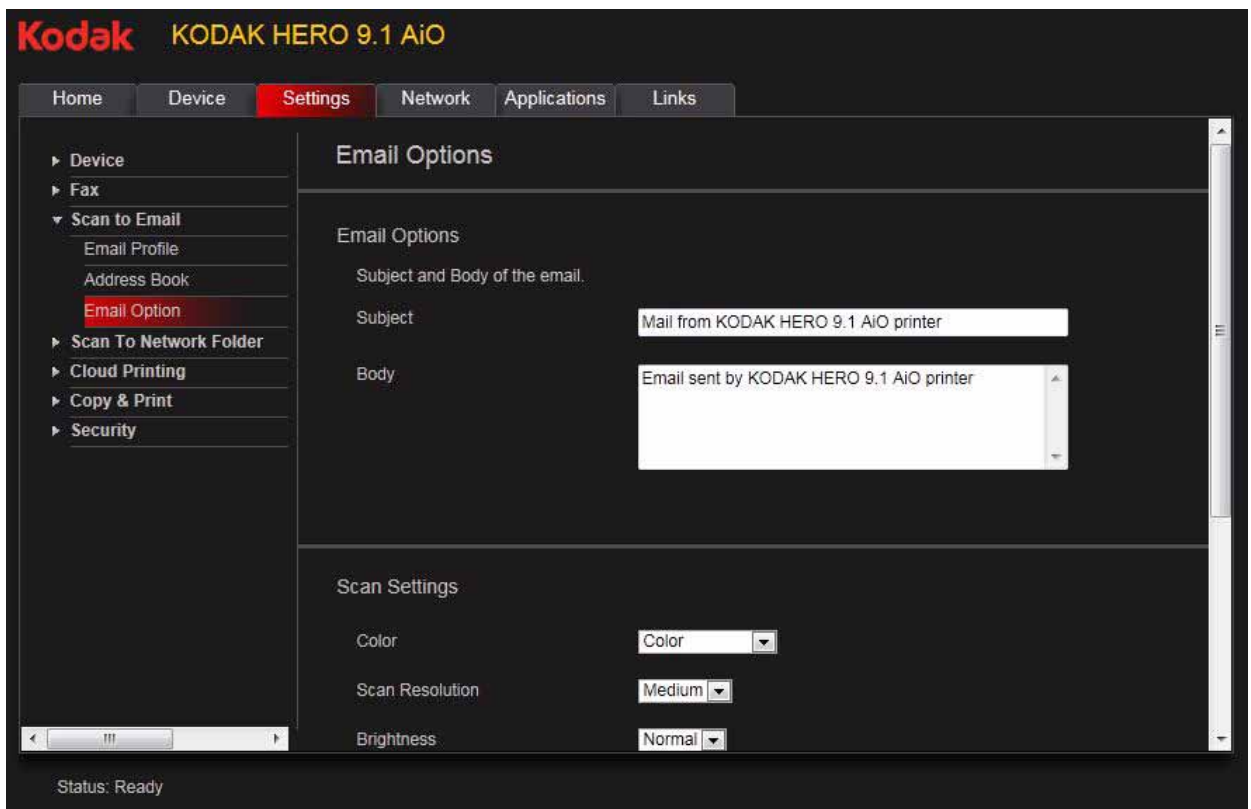 Kodak KODAK HERO 9.1 AiO
Home Device Settings Network Applications Links
Device
Fax
Scan to Email
Email Profile
Address Book
Email Option
Scan To Network Folder
Cloud Printing
Copy & Print
Security
Email Options
Email Options
Subject and Body of the email.
Subject Mail from KODAK HERO 9.1 AiO printer
Body Email sent by KODAK HERO 9.1 AiO printer
Scan Settings
Color Color
Scan Resolution Medium
Brightness Normal
Status: Ready